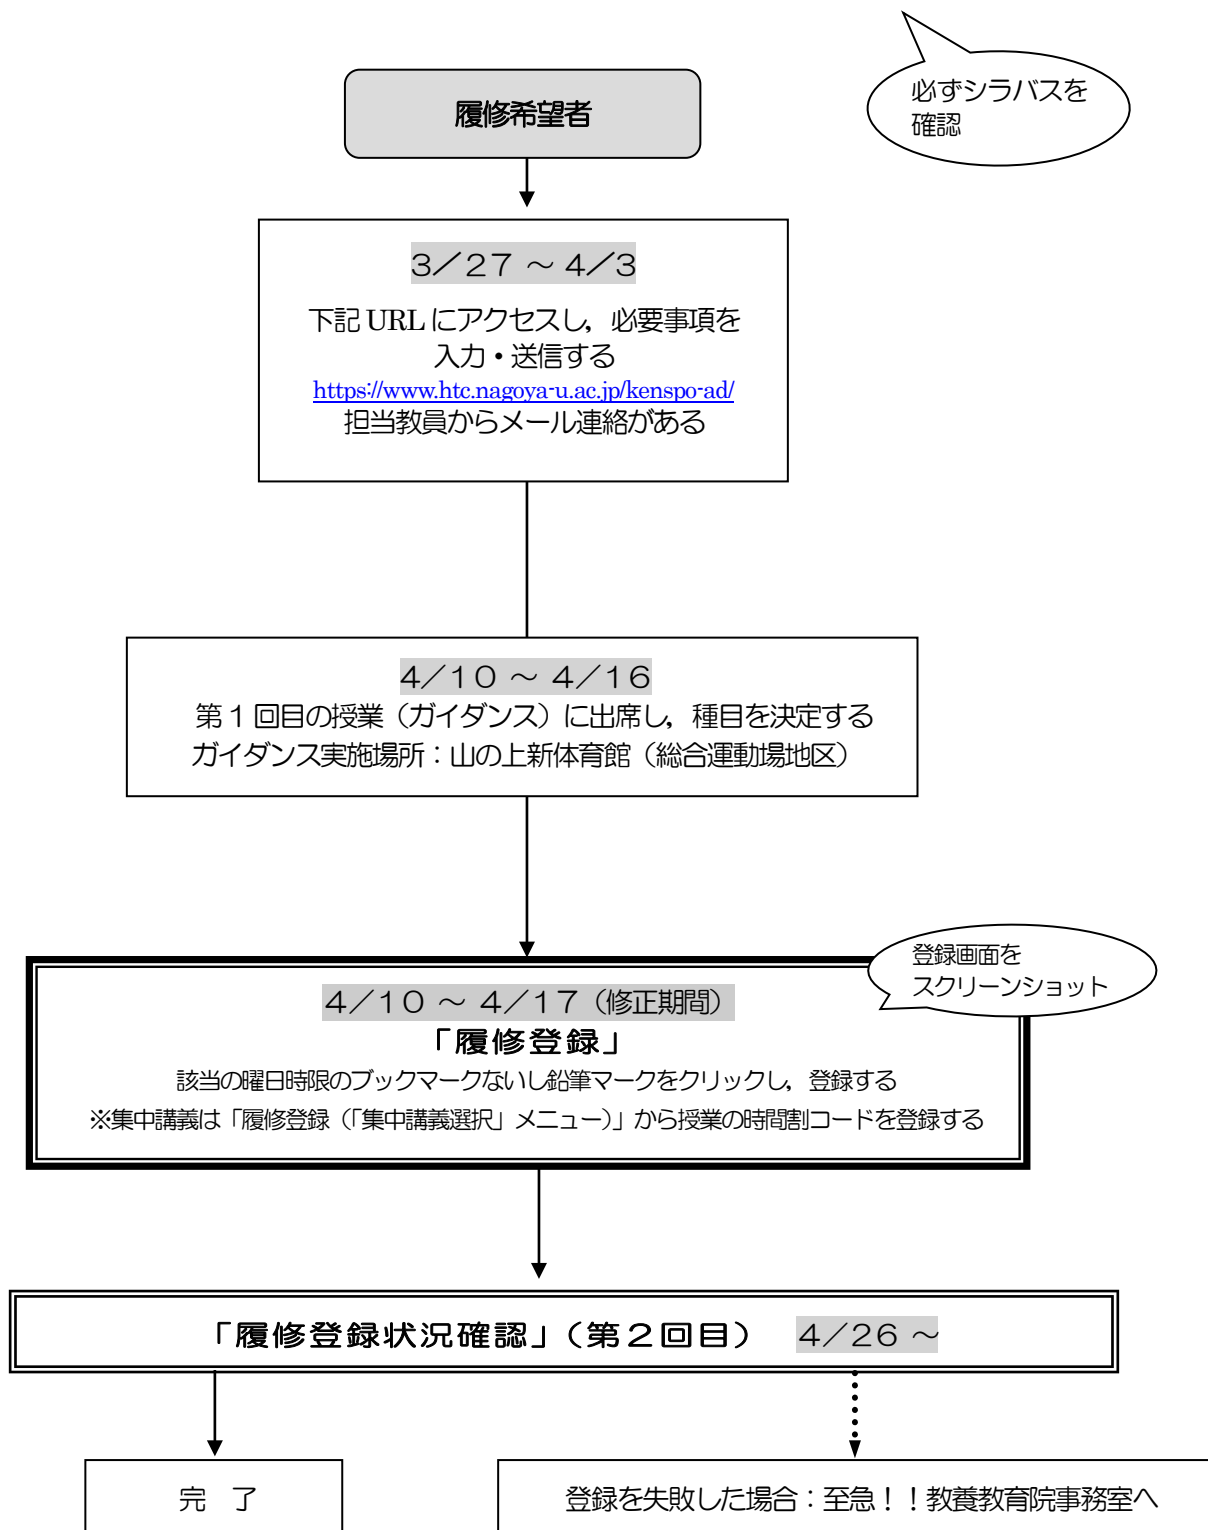 必ずシラバスを
確認
履修希望者
3／27 ～ 4／3
下記 URL にアクセスし，必要事項を
入力・送信する
https://www.htc.nagoya-u.ac.jp/kenspo-ad/
担当教員からメール連絡がある
4／10 ～ 4／16
第１回目の授業（ガイダンス）に出席し，種目を決定する
ガイダンス実施場所：山の上新体育館（総合運動場地区）
登録画面を
スクリーンショット
4／10 ～ 4／17（修正期間）
「履修登録」
該当の曜日時限のブックマークないし鉛筆マークをクリックし，登録する
※集中講義は「履修登録（「集中講義選択」メニュー）」から授業の時間割コードを登録する
「履修登録状況確認」（第２回目）　4／26 ～
完　了
登録を失敗した場合：至急！！教養教育院事務室へ